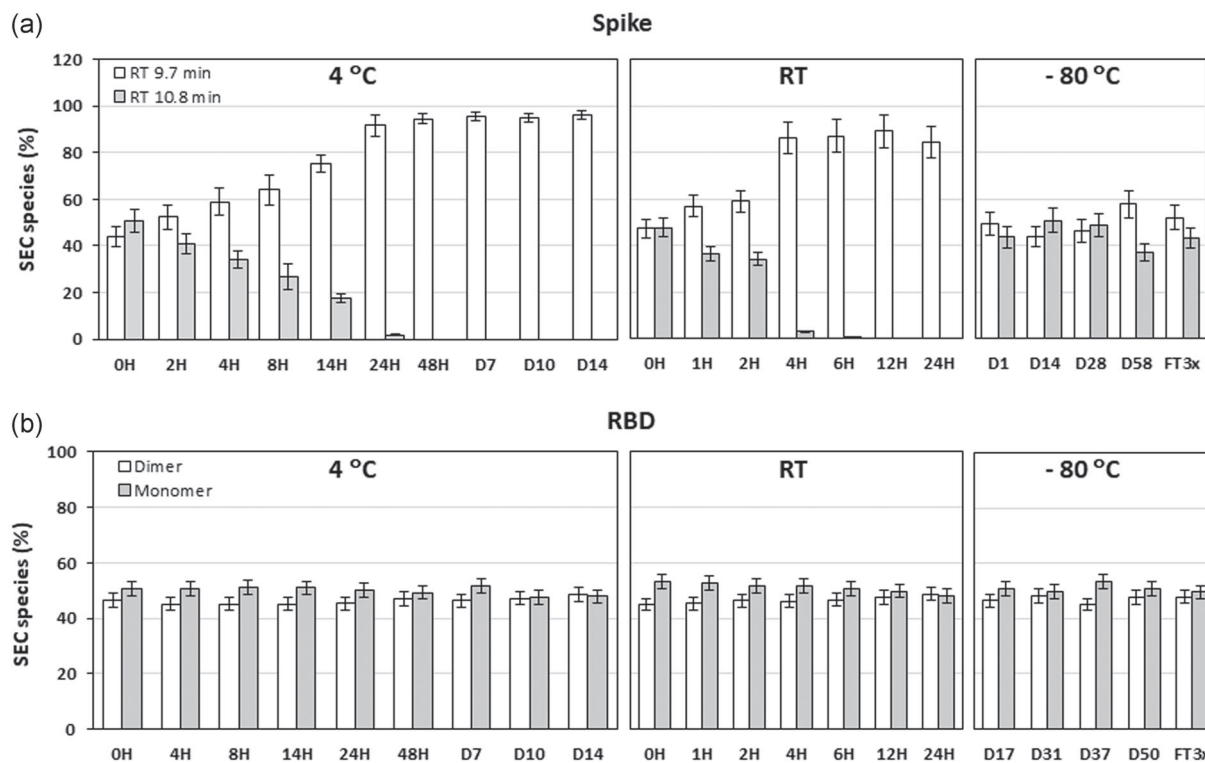 (a)
Spike
SEC species (%)
120
100
80
60
40
20
0
RT 9.7 min
RT 10.8 min
4 °C
0H 2H 4H 8H 14H 24H 48H D7 D10 D14
RT
0H 1H 2H 4H 6H 12H 24H
- 80 °C
D1 D14 D28 D58 FT3x
(b)
RBD
SEC species (%)
100
80
60
40
20
0
Dimer
Monomer
4 °C
0H 4H 8H 14H 24H 48H D7 D10 D14
RT
0H 1H 2H 4H 6H 12H 24H
- 80 °C
D17 D31 D37 D50 FT3x